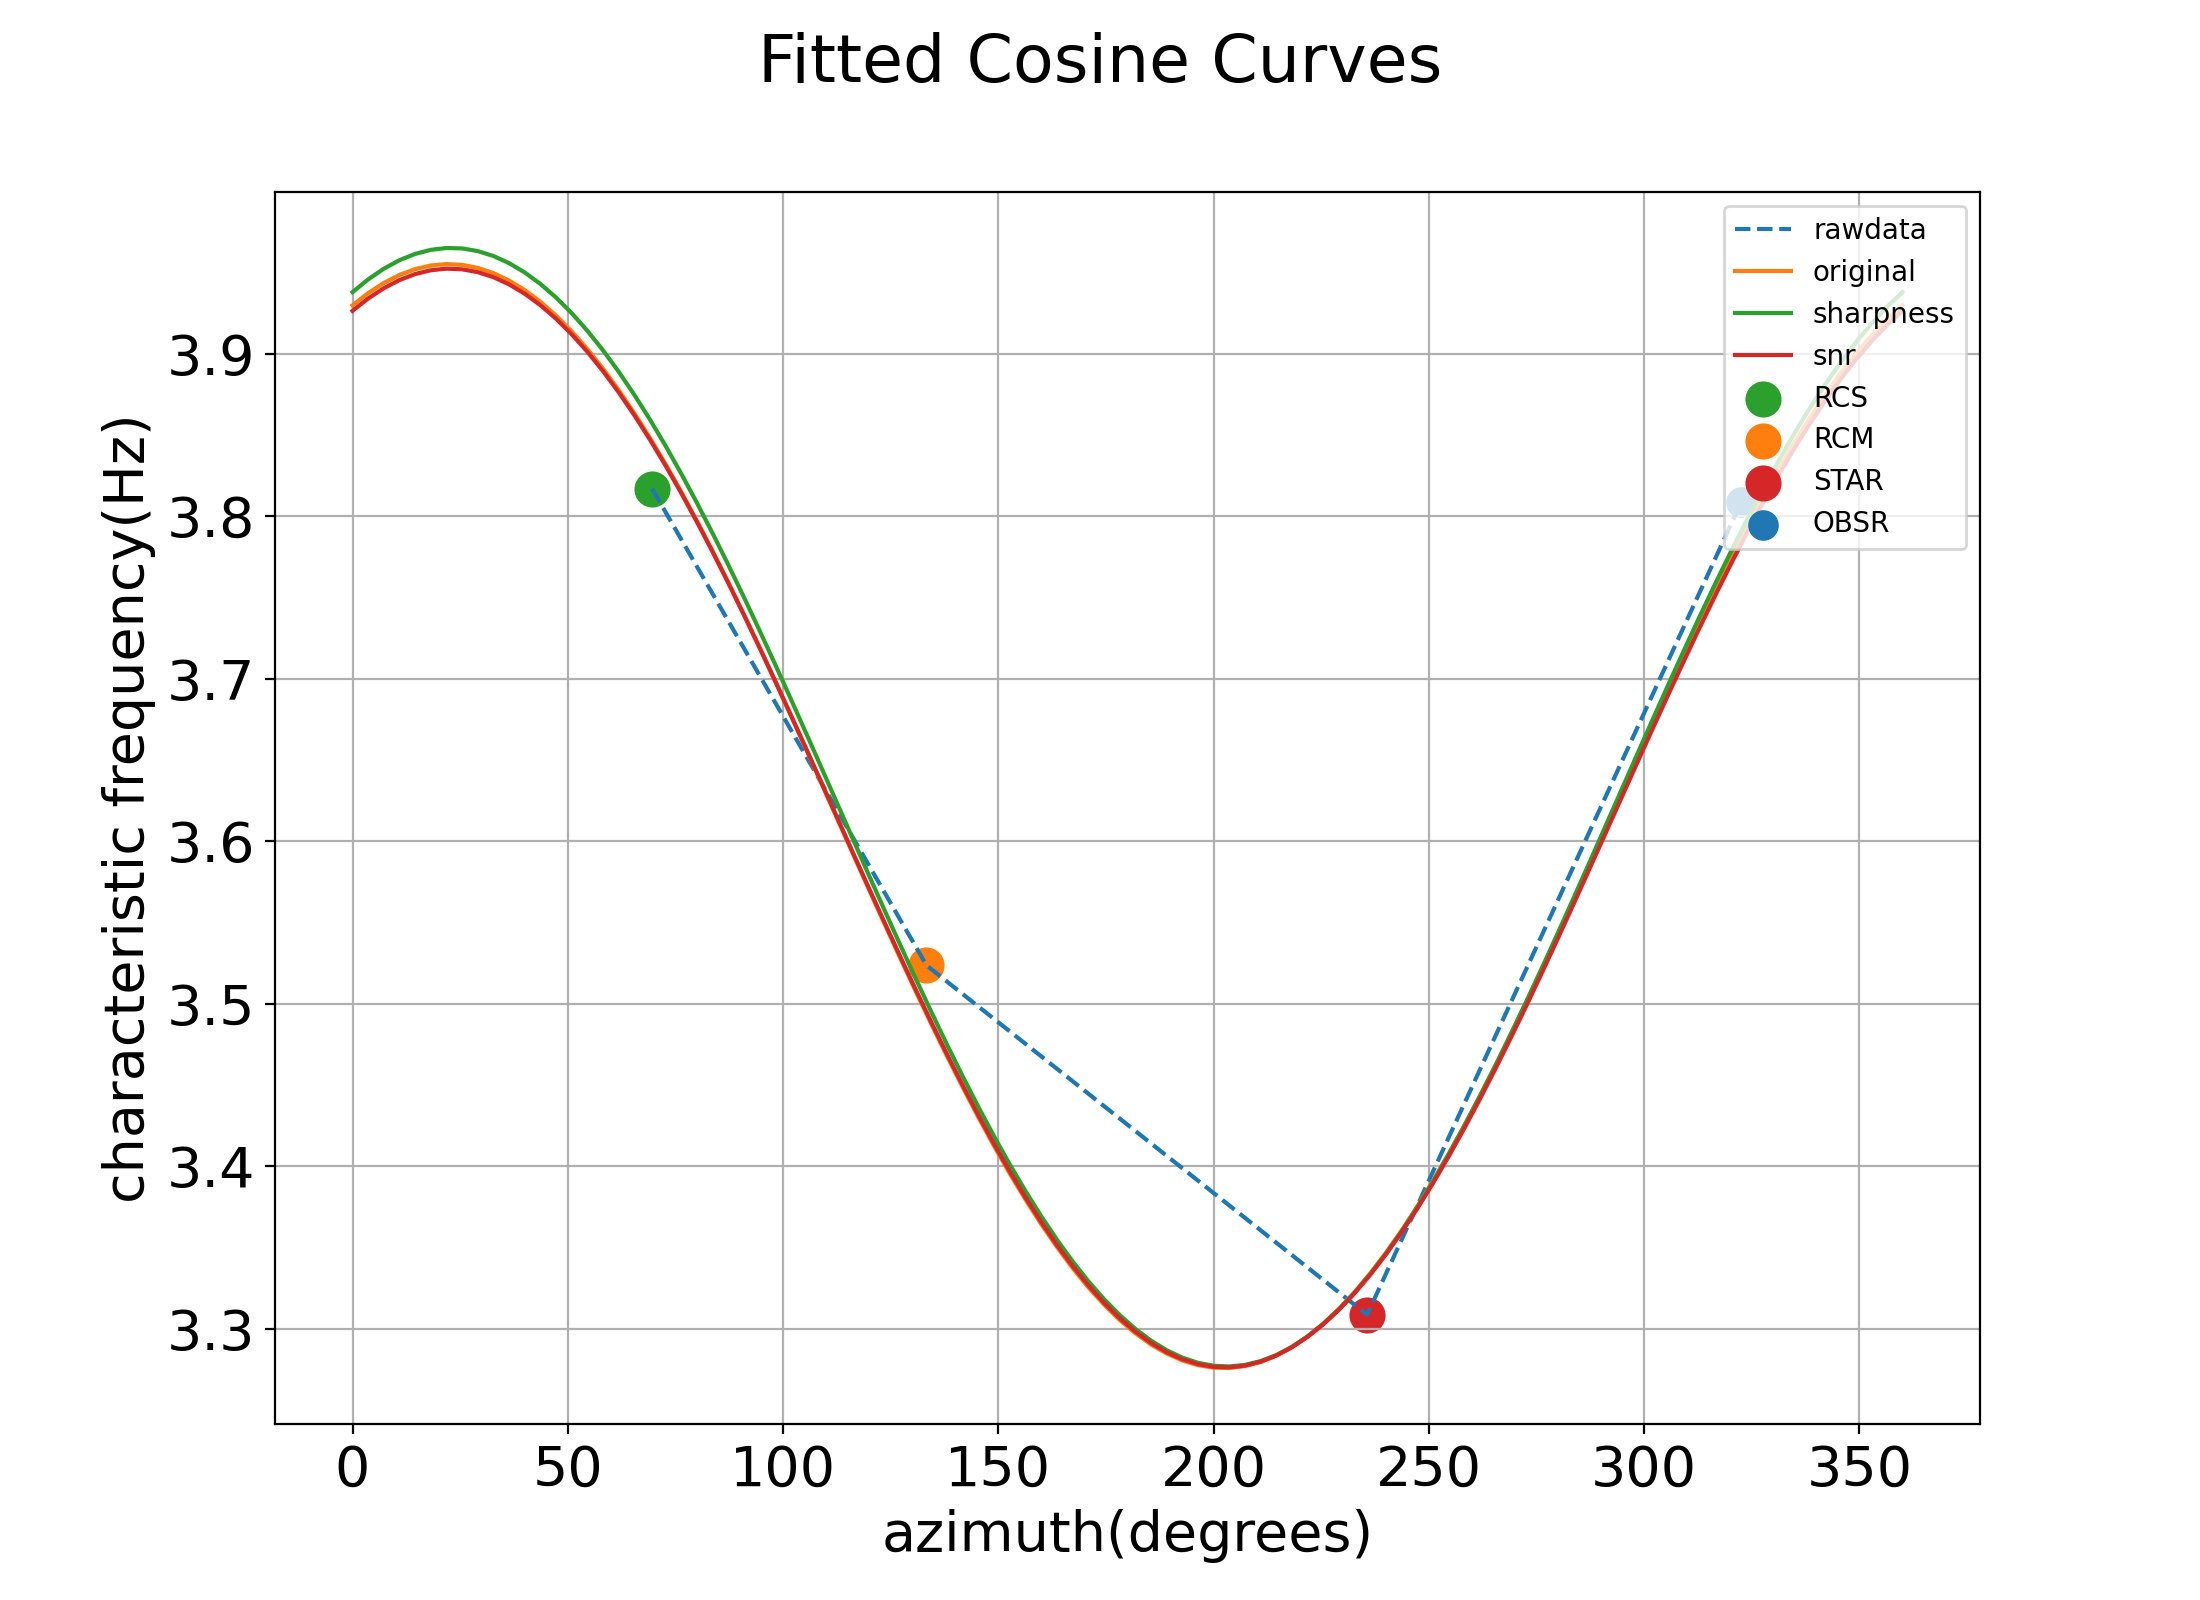 Fitted Cosine Curves
characteristic frequency(Hz)
3.9
3.8
3.7
3.6
3.5
3.4
3.3
rawdata
original
sharpness
snr
RCS
RCM
STAR
OBSR
0 50 100 150 200 250 300 350
azimuth(degrees)